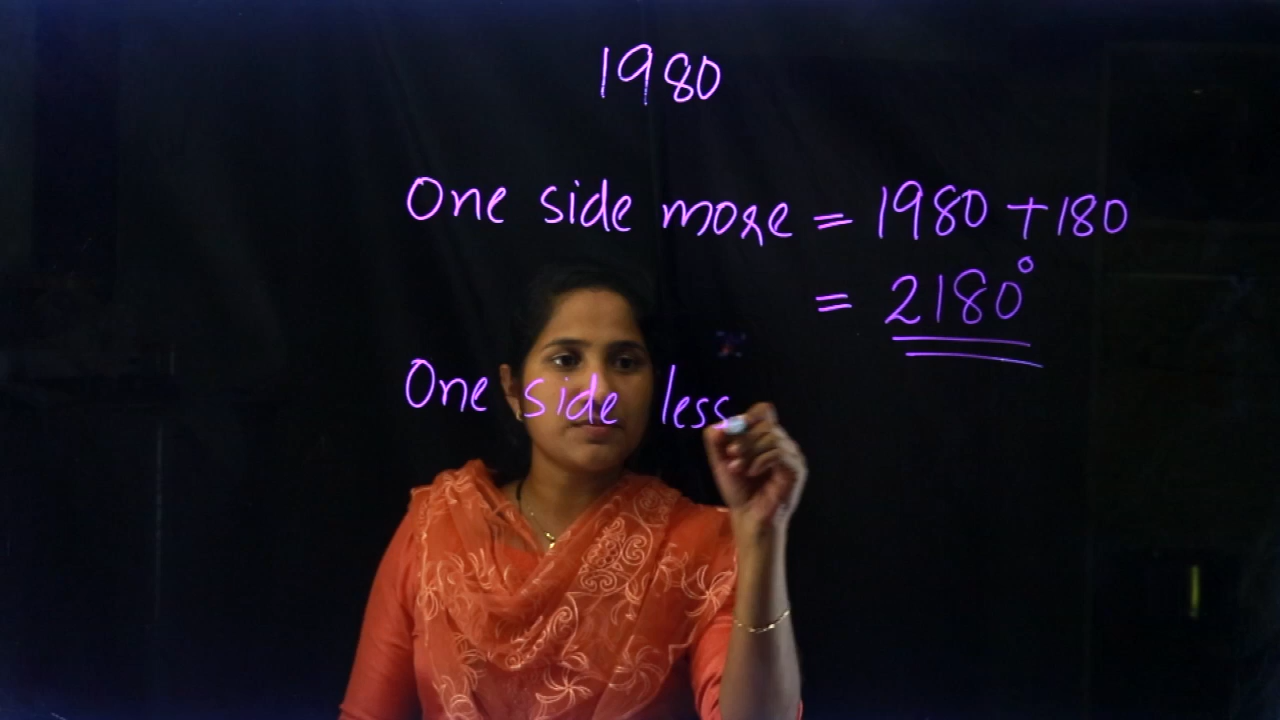 1980
One side more = 1980 + 180
= 2180°
One side less